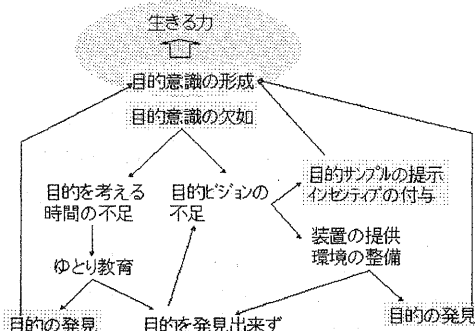 生きる力
目的意識の形成
目的意識の欠如
目的を考える
時間の不足
目的ビジョンの
不足
目的サンプルの提示
インセンティブの付与
装置の提供
環境の整備
ゆとり教育
目的の発見
目的を発見出来ず
目的の発見